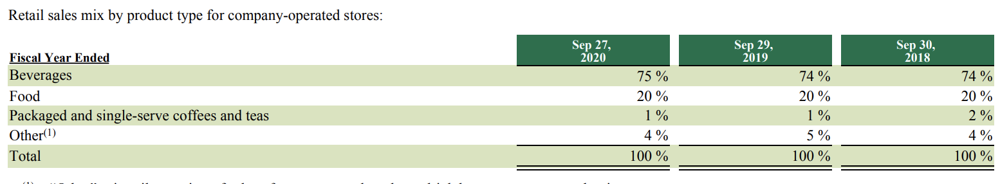 Retail sales mix by product type for company-operated stores:
Fiscal Year Ended Sep 27, 2020 Sep 29, 2019 Sep 30, 2018
Beverages 75 % 74 % 74 %
Food 20 % 20 % 20 %
Packaged and single-serve coffees and teas 1 % 1 % 2 %
Other(1) 4 % 5 % 4 %
Total 100 % 100 % 100 %